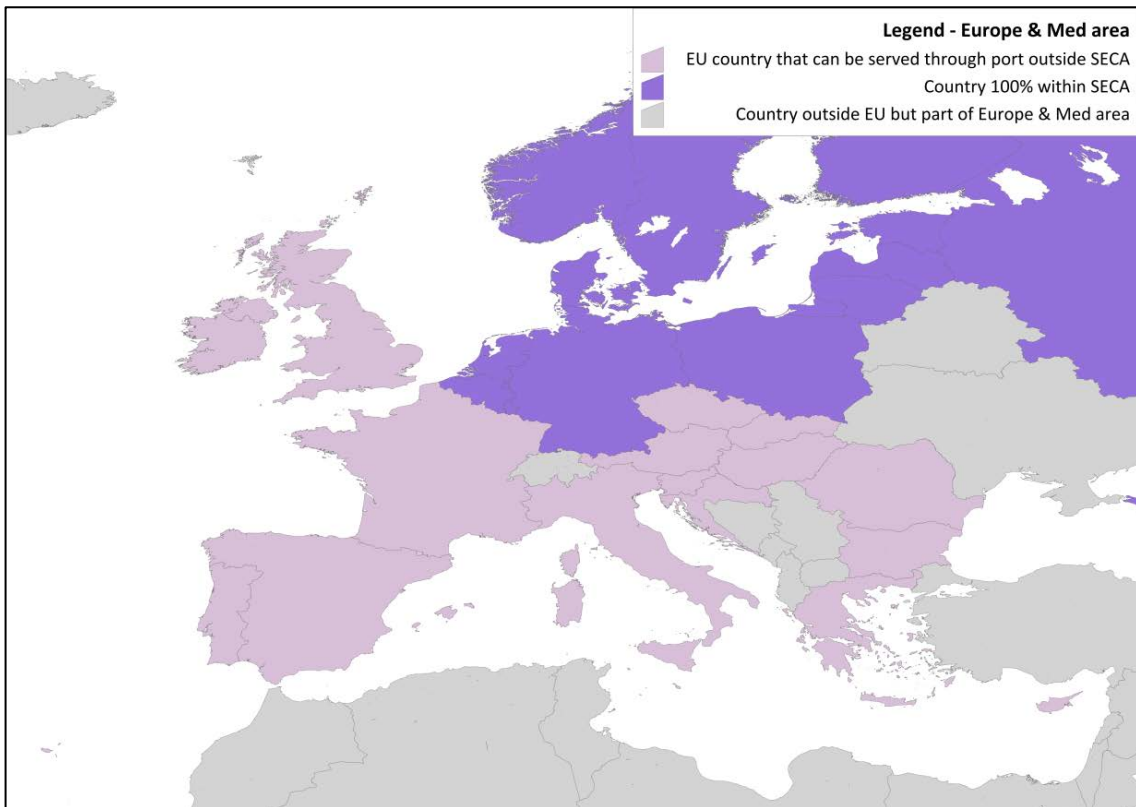 Legend - Europe & Med area
EU country that can be served through port outside SECA
Country 100% within SECA
Country outside EU but part of Europe & Med area